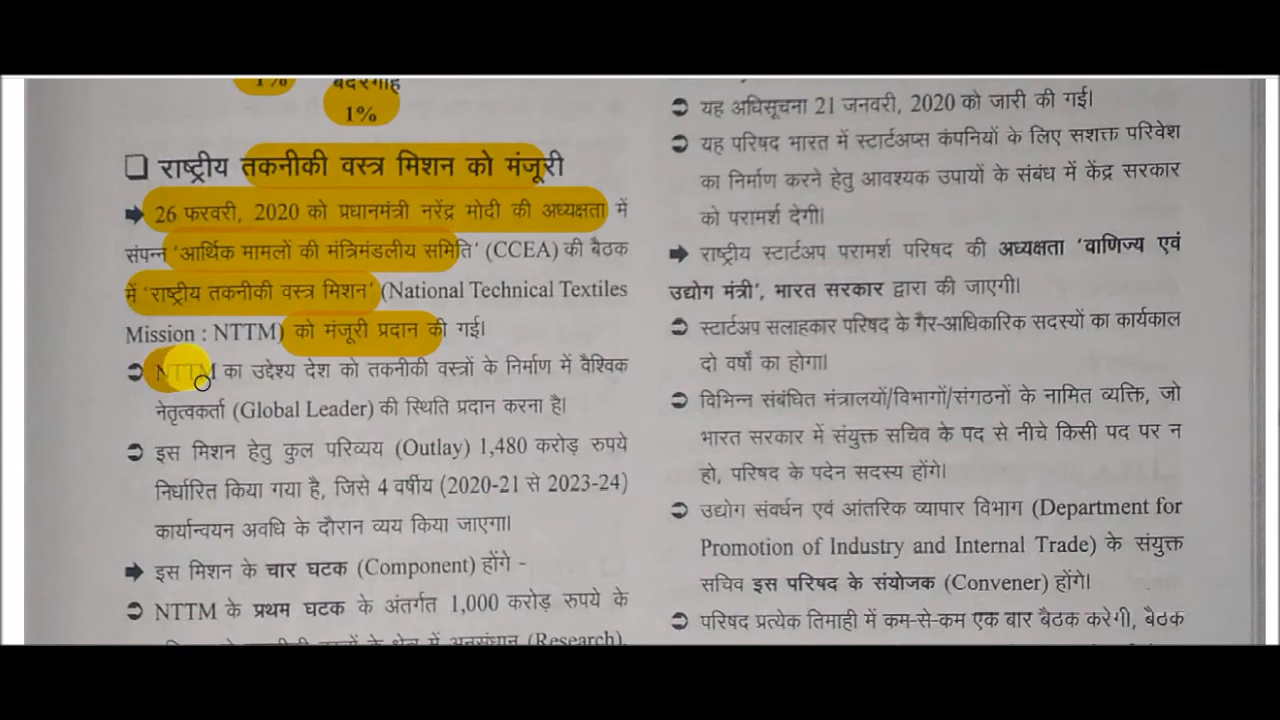 1% बंदरगाह
1%
❑ राष्ट्रीय तकनीकी वस्त्र मिशन को मंजूरी
➡ 26 फरवरी, 2020 को प्रधानमंत्री नरेंद्र मोदी की अध्यक्षता में
संपन्न 'आर्थिक मामलों की मंत्रिमंडलीय समिति' (CCEA) की बैठक
में 'राष्ट्रीय तकनीकी वस्त्र मिशन' (National Technical Textiles
Mission : NTTM) को मंजूरी प्रदान की गई।
➲ NTTM का उद्देश्य देश को तकनीकी वस्त्रों के निर्माण में वैश्विक
नेतृत्वकर्ता (Global Leader) की स्थिति प्रदान करना है।
➲ इस मिशन हेतु कुल परिव्यय (Outlay) 1,480 करोड़ रुपये
निर्धारित किया गया है, जिसे 4 वर्षीय (2020-21 से 2023-24)
कार्यान्वयन अवधि के दौरान व्यय किया जाएगा।
➡ इस मिशन के चार घटक (Component) होंगे -
➲ NTTM के प्रथम घटक के अंतर्गत 1,000 करोड़ रुपये के
के क्षेत्र में अनुसंधान (Research),
➲ यह अधिसूचना 21 जनवरी, 2020 को जारी की गई।
➲ यह परिषद भारत में स्टार्टअप्स कंपनियों के लिए सशक्त परिवेश
का निर्माण करने हेतु आवश्यक उपायों के संबंध में केंद्र सरकार
को परामर्श देगी।
➡ राष्ट्रीय स्टार्टअप परामर्श परिषद की अध्यक्षता 'वाणिज्य एवं
उद्योग मंत्री', भारत सरकार द्वारा की जाएगी।
➲ स्टार्टअप सलाहकार परिषद के गैर-आधिकारिक सदस्यों का कार्यकाल
दो वर्षों का होगा।
➲ विभिन्न संबंधित मंत्रालयों/विभागों/संगठनों के नामित व्यक्ति, जो
भारत सरकार में संयुक्त सचिव के पद से नीचे किसी पद पर न
हो, परिषद के पदेन सदस्य होंगे।
➲ उद्योग संवर्धन एवं आंतरिक व्यापार विभाग (Department for
Promotion of Industry and Internal Trade) के संयुक्त
सचिव इस परिषद के संयोजक (Convener) होंगे।
➲ परिषद प्रत्येक तिमाही में कम-से-कम एक बार बैठक करेगी, बैठक